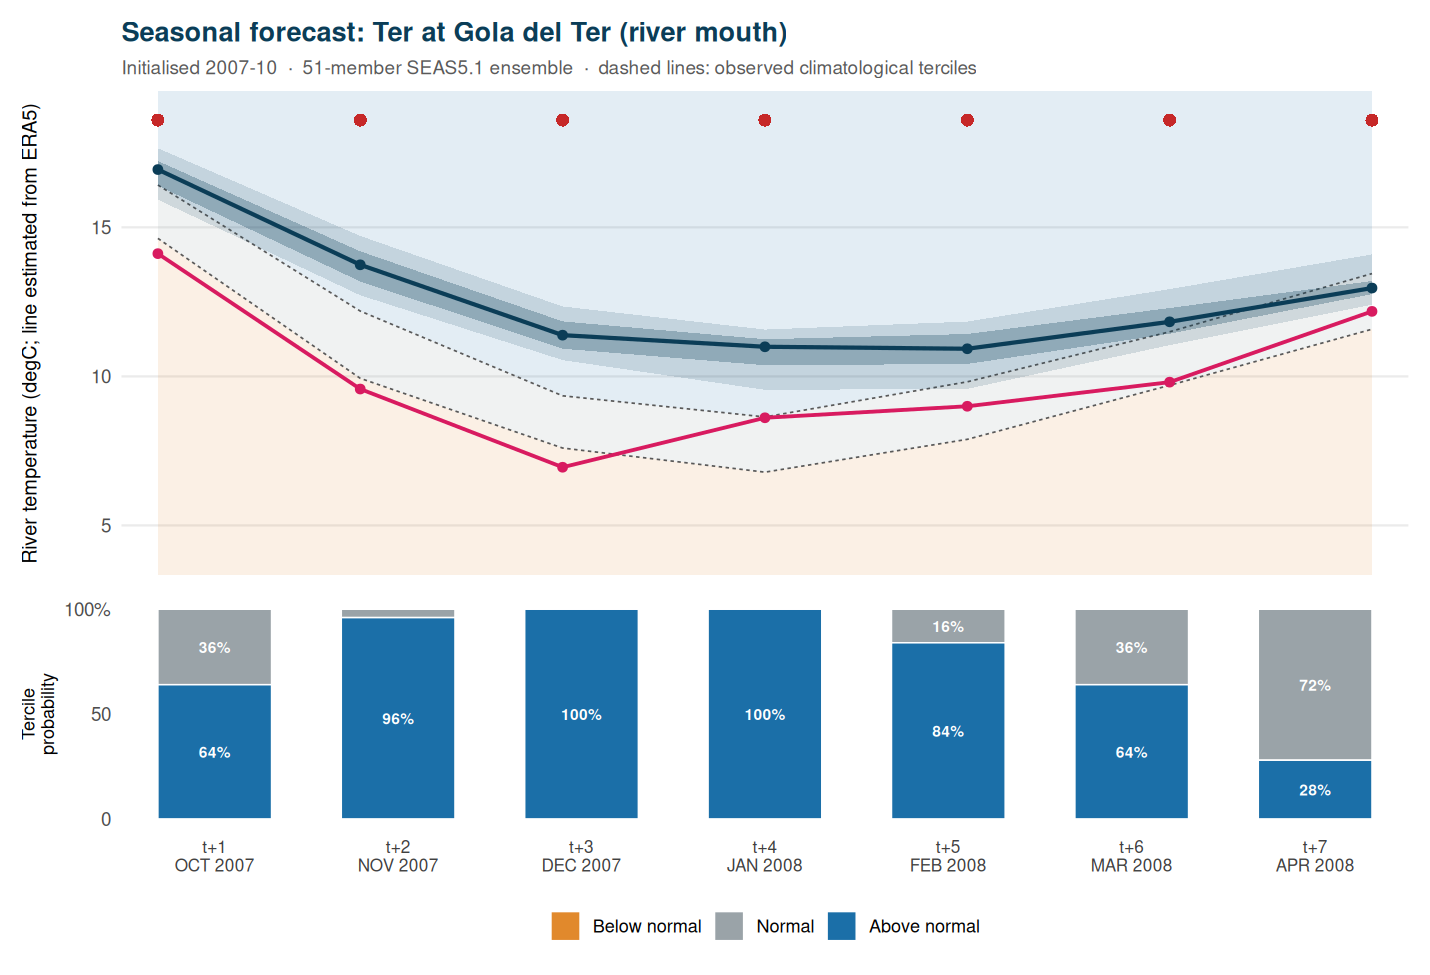 Seasonal forecast: Ter at Gola del Ter (river mouth)
Initialised 2007-10 · 51-member SEAS5.1 ensemble · dashed lines: observed climatological terciles
River temperature (degC; line estimated from ERA5)
15
10
5
Tercile
probability
100%
50
0
36%
64%
96%
100%
100%
16%
84%
36%
64%
72%
28%
t+1
OCT 2007
t+2
NOV 2007
t+3
DEC 2007
t+4
JAN 2008
t+5
FEB 2008
t+6
MAR 2008
t+7
APR 2008
Below normal
Normal
Above normal